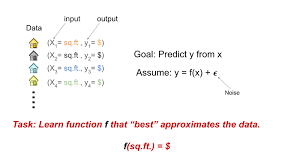 input output
Data
(X₁= sq.ft., y₁= $)
(X₂= sq.ft., y₂= $)
(X₃= sq.ft., y₃= $)
(X₄= sq.ft., y₄= $)
Goal: Predict y from x
Assume: y = f(x) + ϵ
Noise
Task: Learn function f that “best” approximates the data.
f(sq.ft.) = $